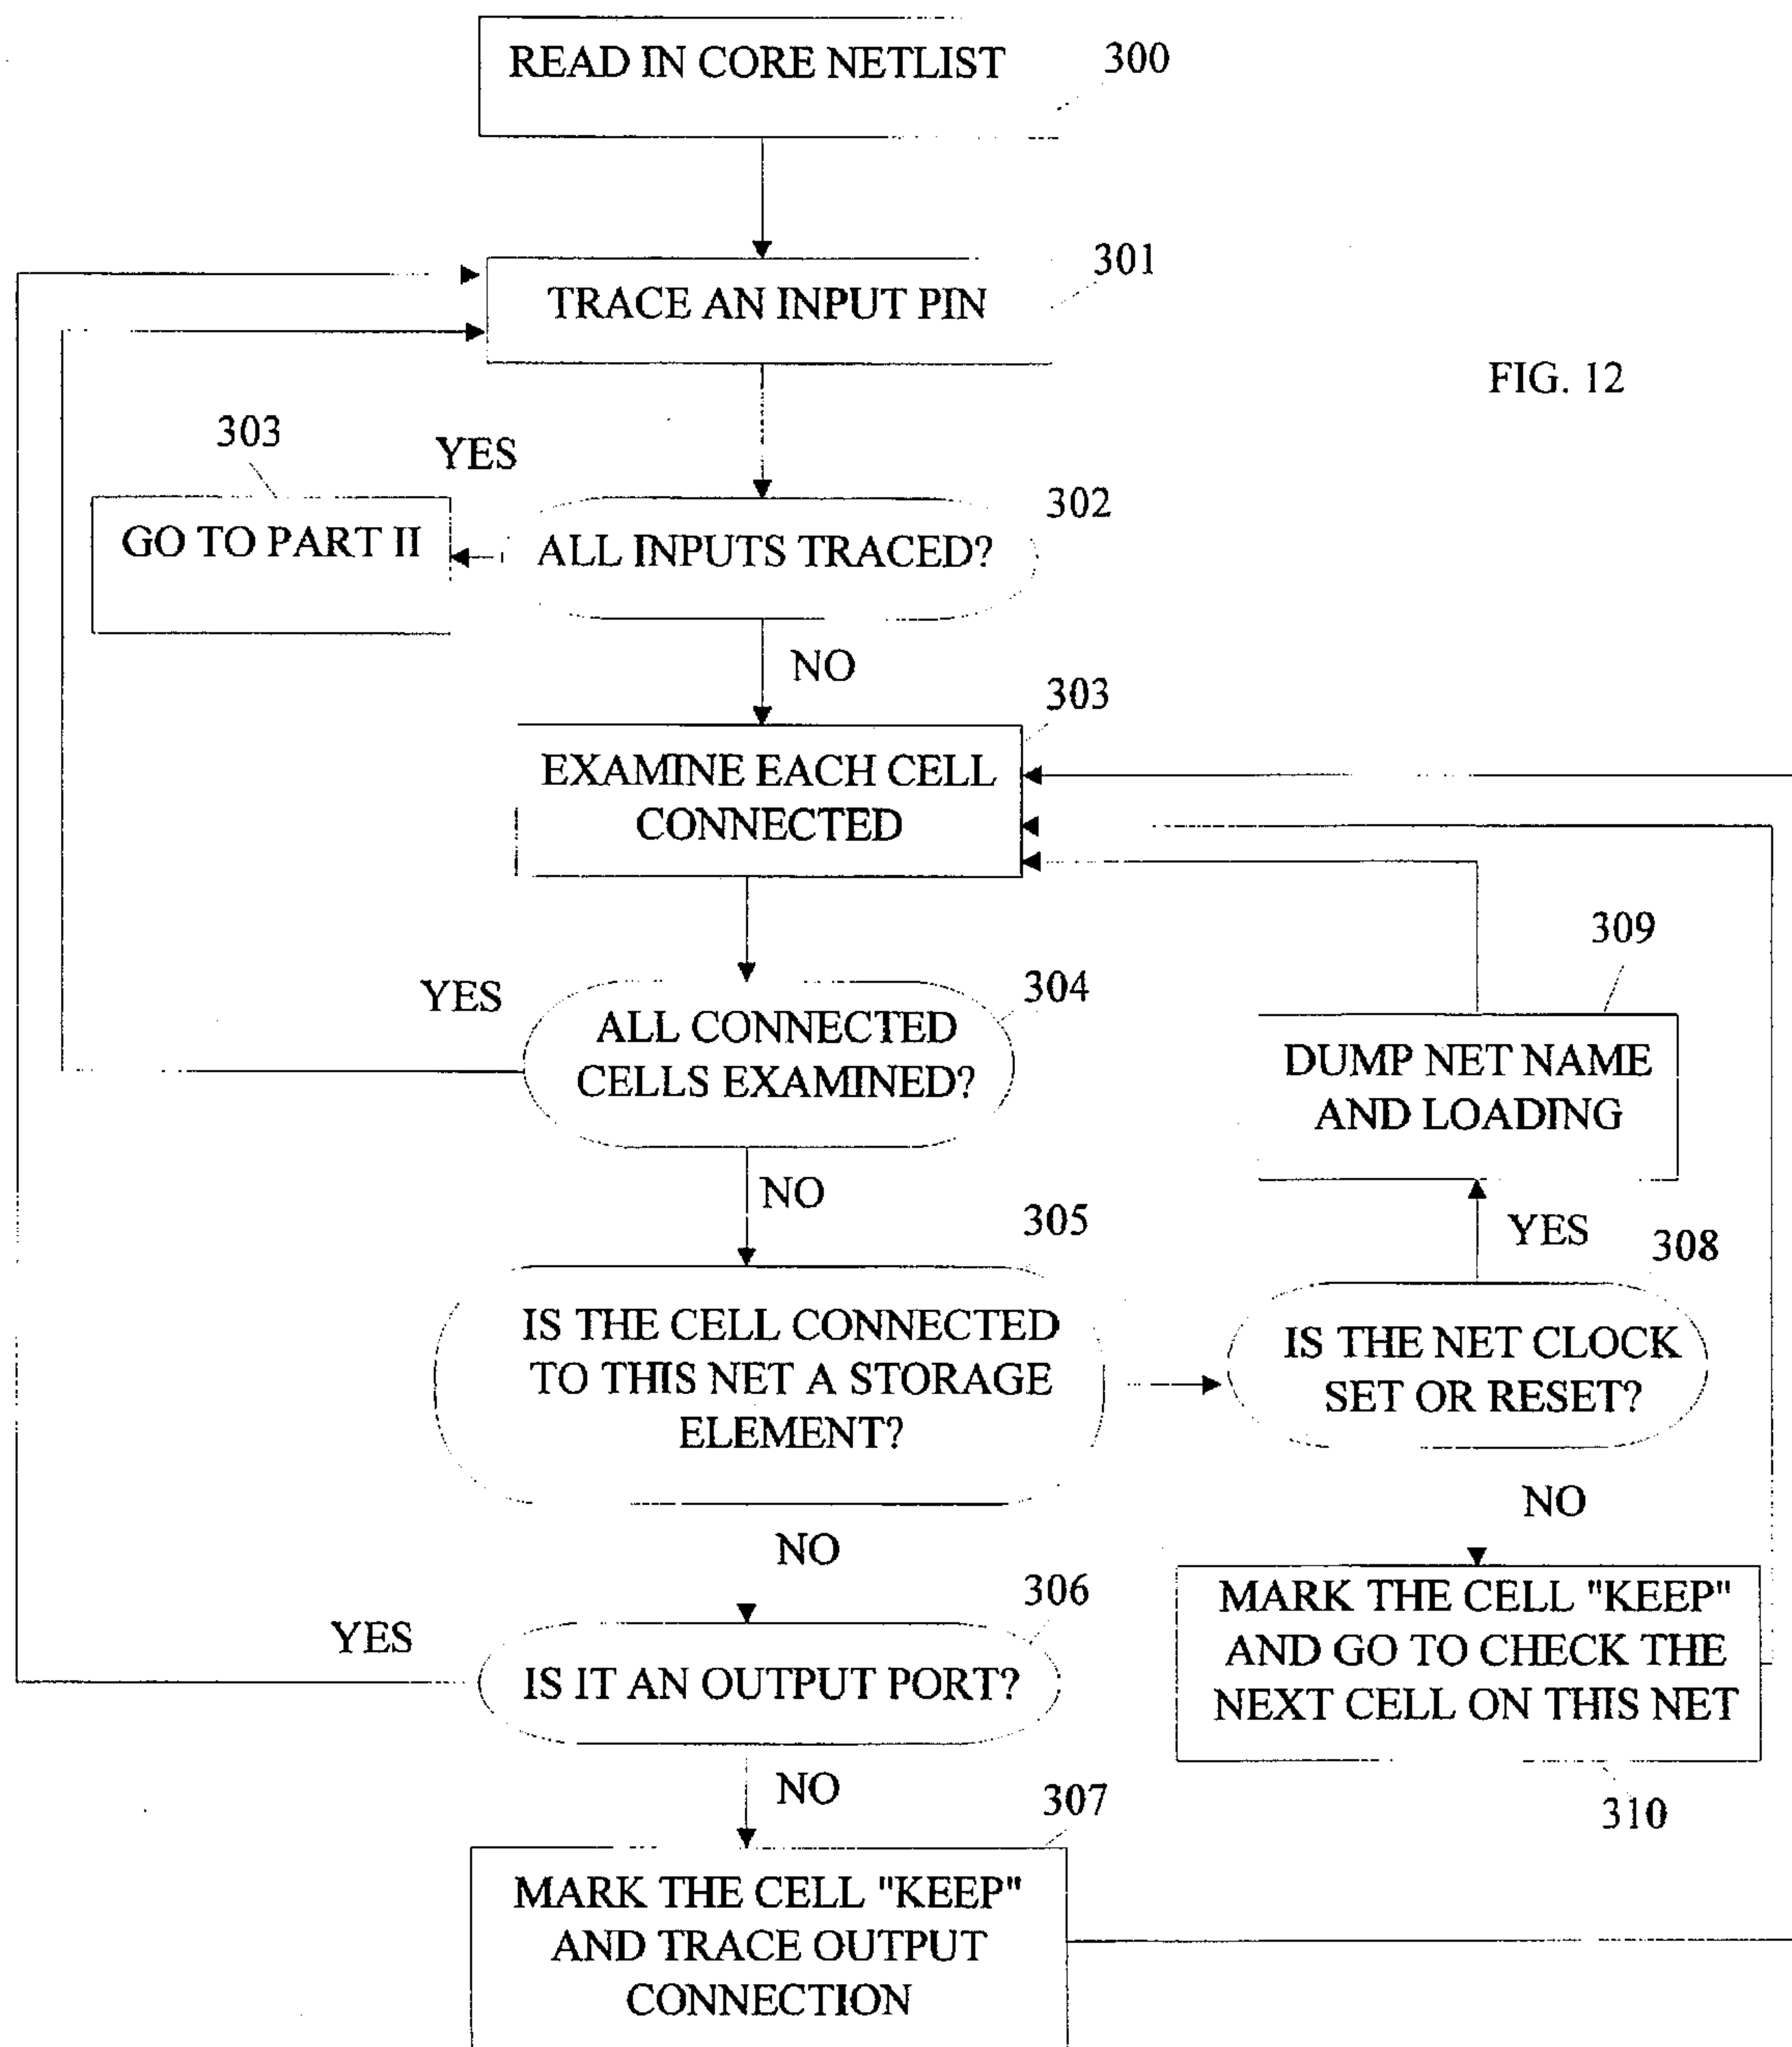 READ IN CORE NETLIST
300
TRACE AN INPUT PIN
301
FIG. 12
303
YES
GO TO PART II
ALL INPUTS TRACED?
302
NO
303
EXAMINE EACH CELL
CONNECTED
YES
304
ALL CONNECTED
CELLS EXAMINED?
309
DUMP NET NAME
AND LOADING
NO
YES
305
308
IS THE CELL CONNECTED
TO THIS NET A STORAGE
ELEMENT?
IS THE NET CLOCK
SET OR RESET?
NO
NO
306
YES
IS IT AN OUTPUT PORT?
MARK THE CELL "KEEP"
AND GO TO CHECK THE
NEXT CELL ON THIS NET
310
NO
307
MARK THE CELL "KEEP"
AND TRACE OUTPUT
CONNECTION